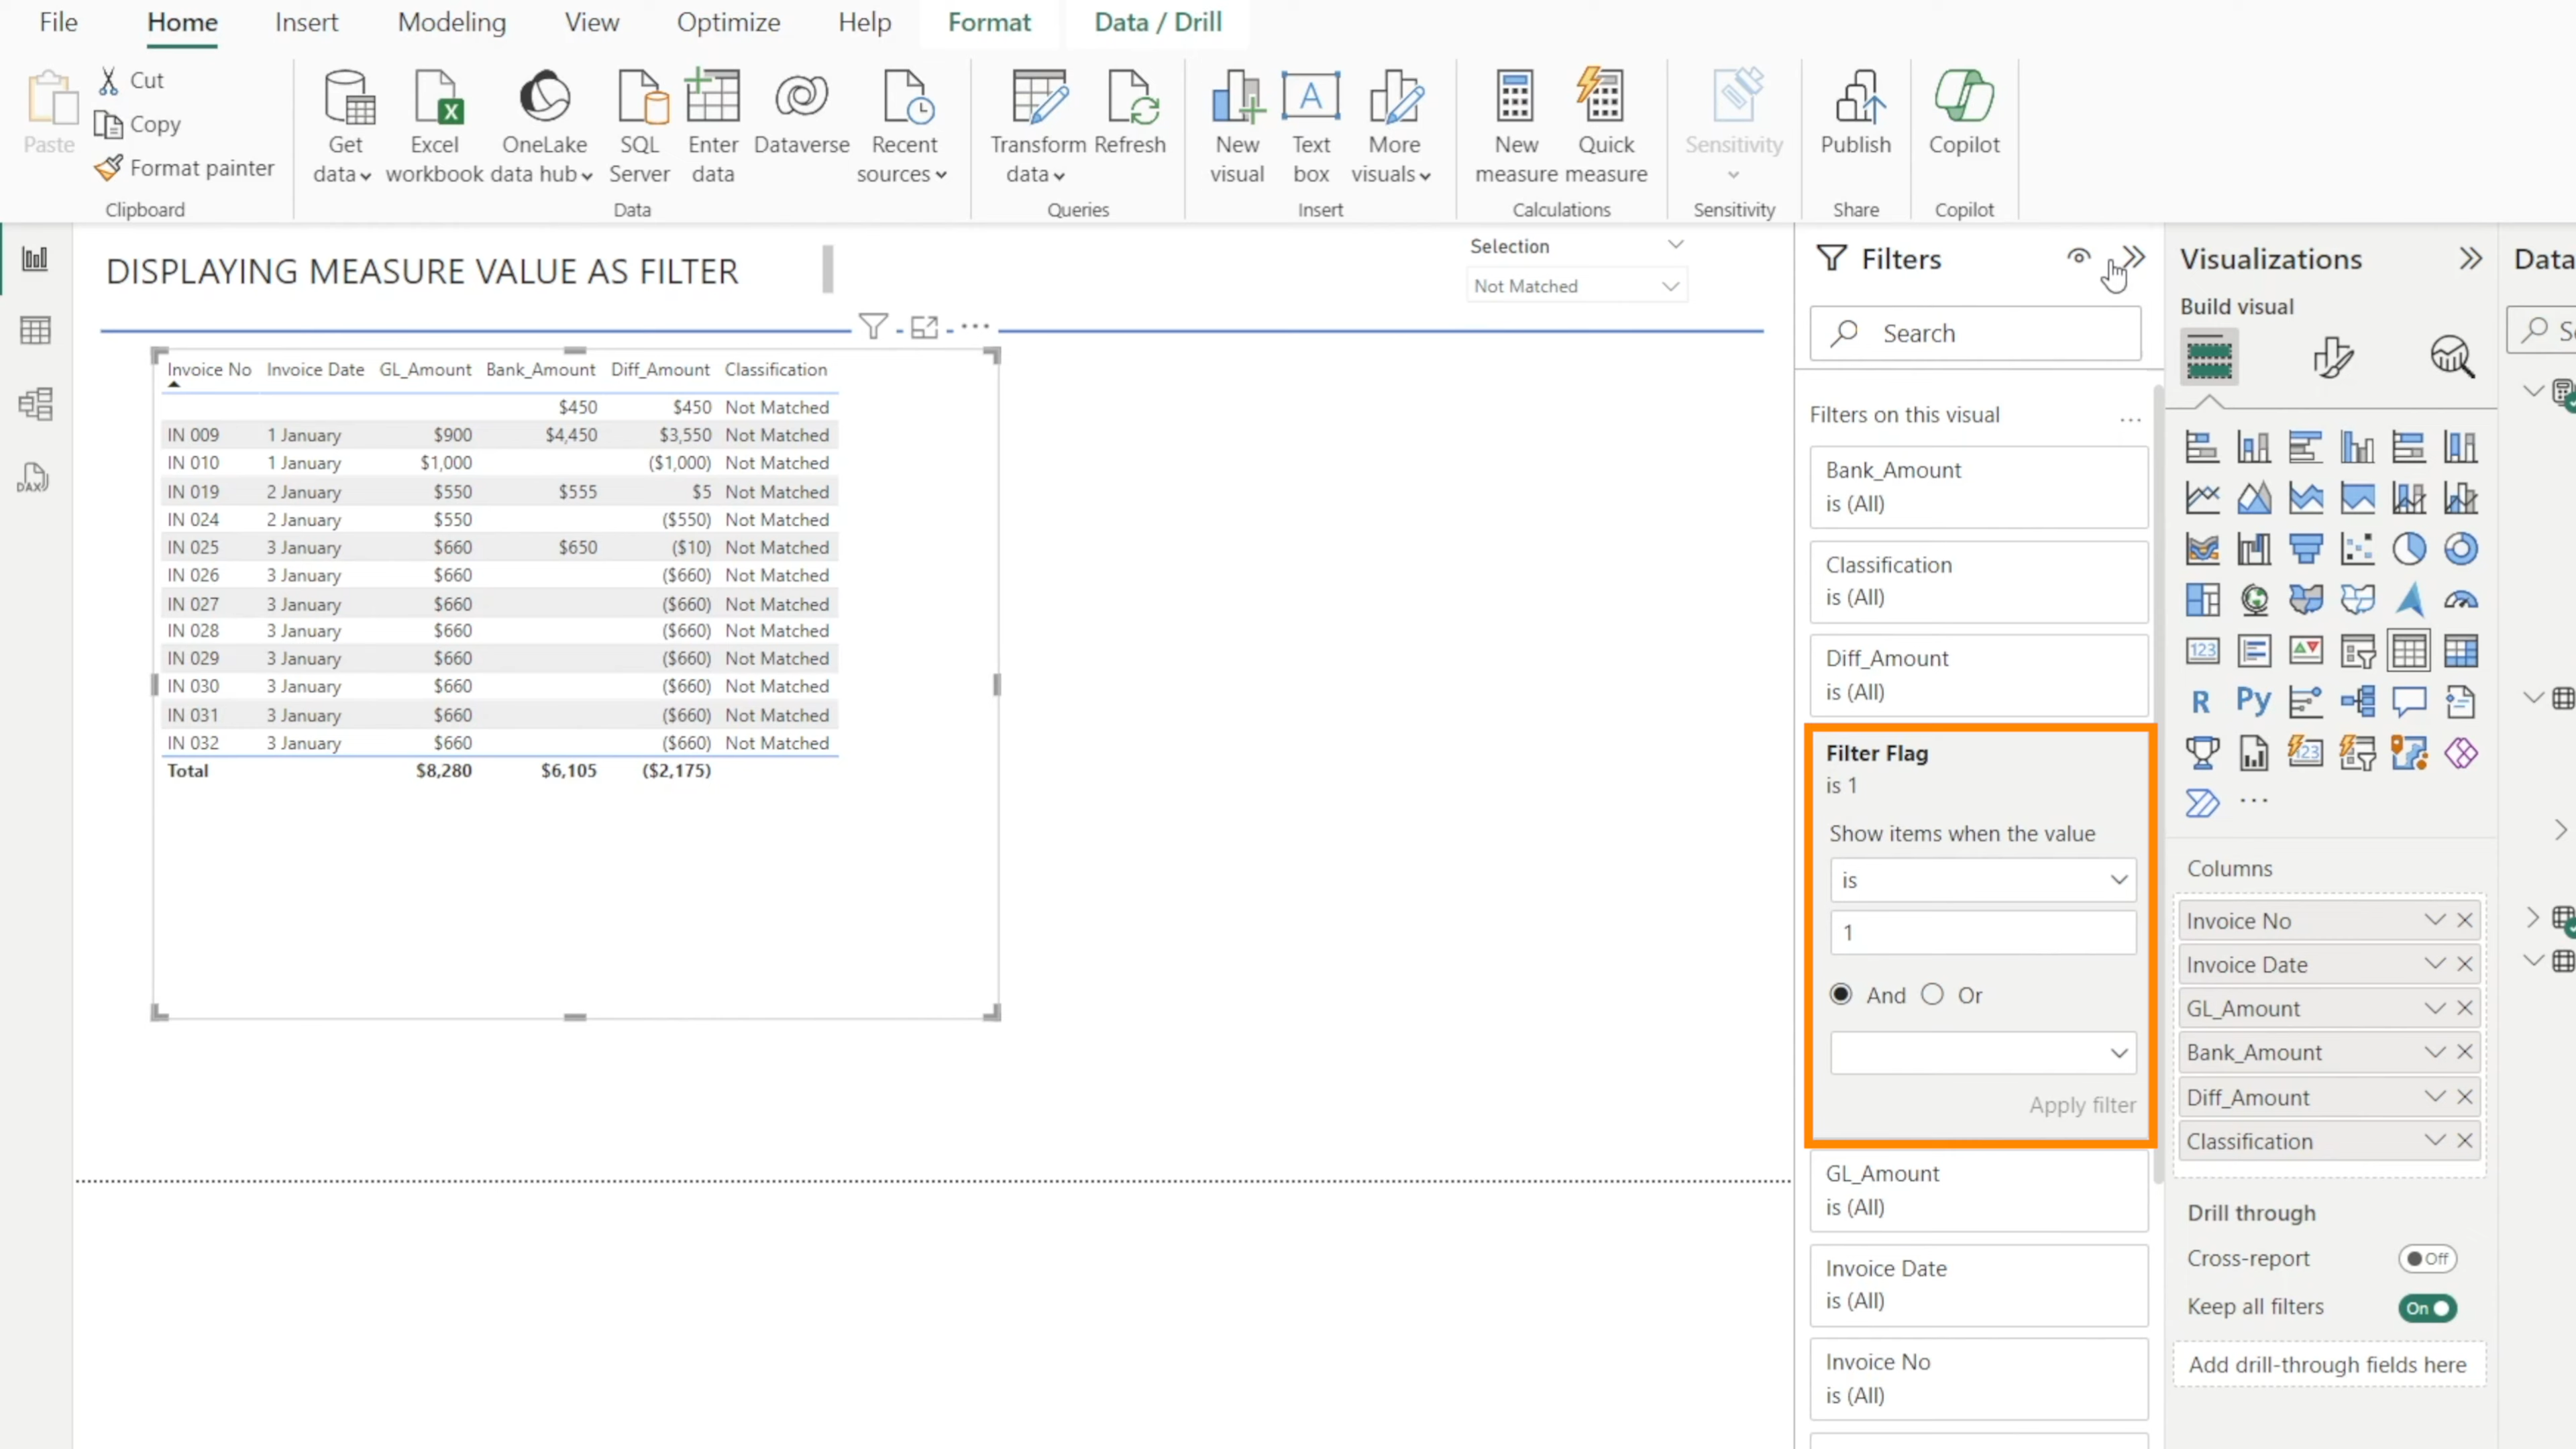 File Home Insert Modeling View Optimize Help Format Data / Drill
Paste
Cut
Copy
Format painter
Clipboard
Get data
Excel workbook
OneLake data hub
SQL Server
Enter data
Dataverse
Recent sources
Data
Transform data
Refresh
Queries
New visual
Text box
More visuals
Insert
New measure
Quick measure
Calculations
Sensitivity
Sensitivity
Publish
Share
Copilot
Copilot
DAX
DISPLAYING MEASURE VALUE AS FILTER
Selection
Not Matched
Invoice No Invoice Date GL_Amount Bank_Amount Diff_Amount Classification
$450 $450 Not Matched
IN 009 1 January $900 $4,450 $3,550 Not Matched
IN 010 1 January $1,000 ($1,000) Not Matched
IN 019 2 January $550 $555 $5 Not Matched
IN 024 2 January $550 ($550) Not Matched
IN 025 3 January $660 $650 ($10) Not Matched
IN 026 3 January $660 ($660) Not Matched
IN 027 3 January $660 ($660) Not Matched
IN 028 3 January $660 ($660) Not Matched
IN 029 3 January $660 ($660) Not Matched
IN 030 3 January $660 ($660) Not Matched
IN 031 3 January $660 ($660) Not Matched
IN 032 3 January $660 ($660) Not Matched
Total $8,280 $6,105 ($2,175)
Filters
Search
Filters on this visual
Bank_Amount
is (All)
Classification
is (All)
Diff_Amount
is (All)
Filter Flag
is 1
Show items when the value
is
1
And Or
Apply filter
GL_Amount
is (All)
Invoice Date
is (All)
Invoice No
is (All)
Visualizations
Build visual
123
R Py
123
Columns
Invoice No
Invoice Date
GL_Amount
Bank_Amount
Diff_Amount
Classification
Drill through
Cross-report Off
Keep all filters On
Add drill-through fields here
Data